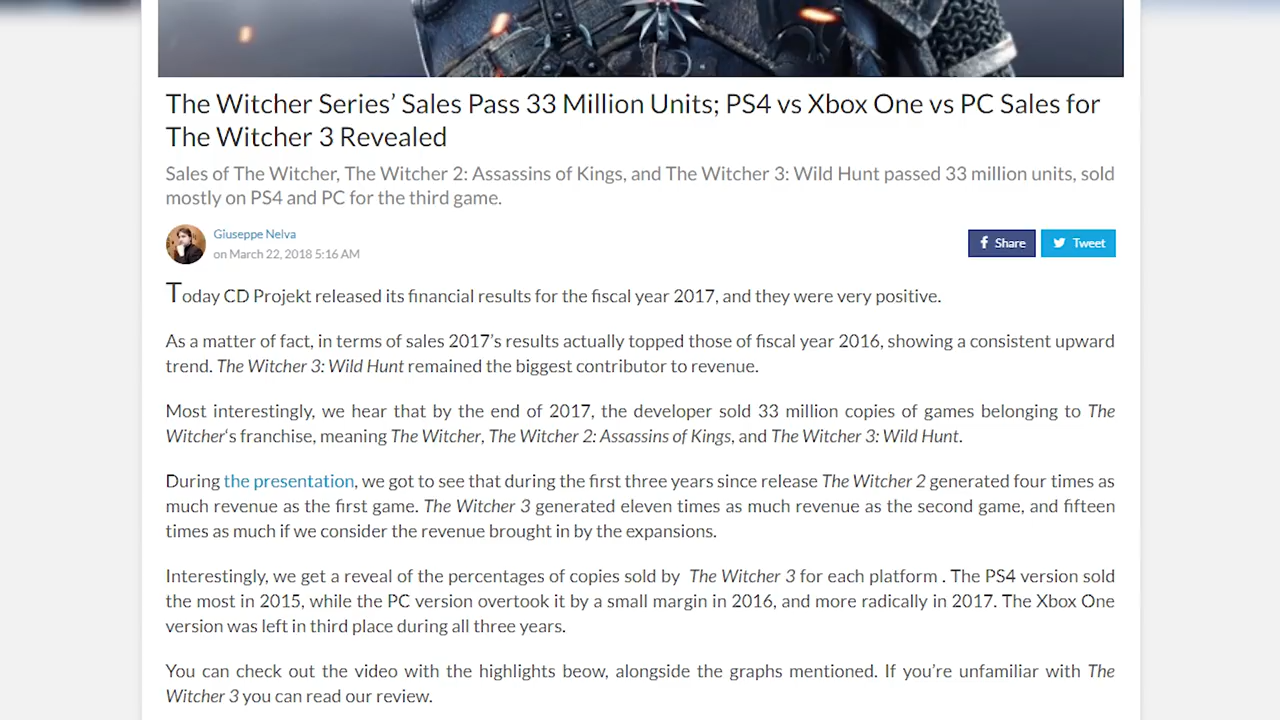 The Witcher Series’ Sales Pass 33 Million Units; PS4 vs Xbox One vs PC Sales for
The Witcher 3 Revealed
Sales of The Witcher, The Witcher 2: Assassins of Kings, and The Witcher 3: Wild Hunt passed 33 million units, sold
mostly on PS4 and PC for the third game.
Giuseppe Nelva
on March 22, 2018 5:16 AM
Share
Tweet
Today CD Projekt released its financial results for the fiscal year 2017, and they were very positive.
As a matter of fact, in terms of sales 2017’s results actually topped those of fiscal year 2016, showing a consistent upward
trend. The Witcher 3: Wild Hunt remained the biggest contributor to revenue.
Most interestingly, we hear that by the end of 2017, the developer sold 33 million copies of games belonging to The
Witcher‘s franchise, meaning The Witcher, The Witcher 2: Assassins of Kings, and The Witcher 3: Wild Hunt.
During the presentation, we got to see that during the first three years since release The Witcher 2 generated four times as
much revenue as the first game. The Witcher 3 generated eleven times as much revenue as the second game, and fifteen
times as much if we consider the revenue brought in by the expansions.
Interestingly, we get a reveal of the percentages of copies sold by The Witcher 3 for each platform . The PS4 version sold
the most in 2015, while the PC version overtook it by a small margin in 2016, and more radically in 2017. The Xbox One
version was left in third place during all three years.
You can check out the video with the highlights beow, alongside the graphs mentioned. If you’re unfamiliar with The
Witcher 3 you can read our review.